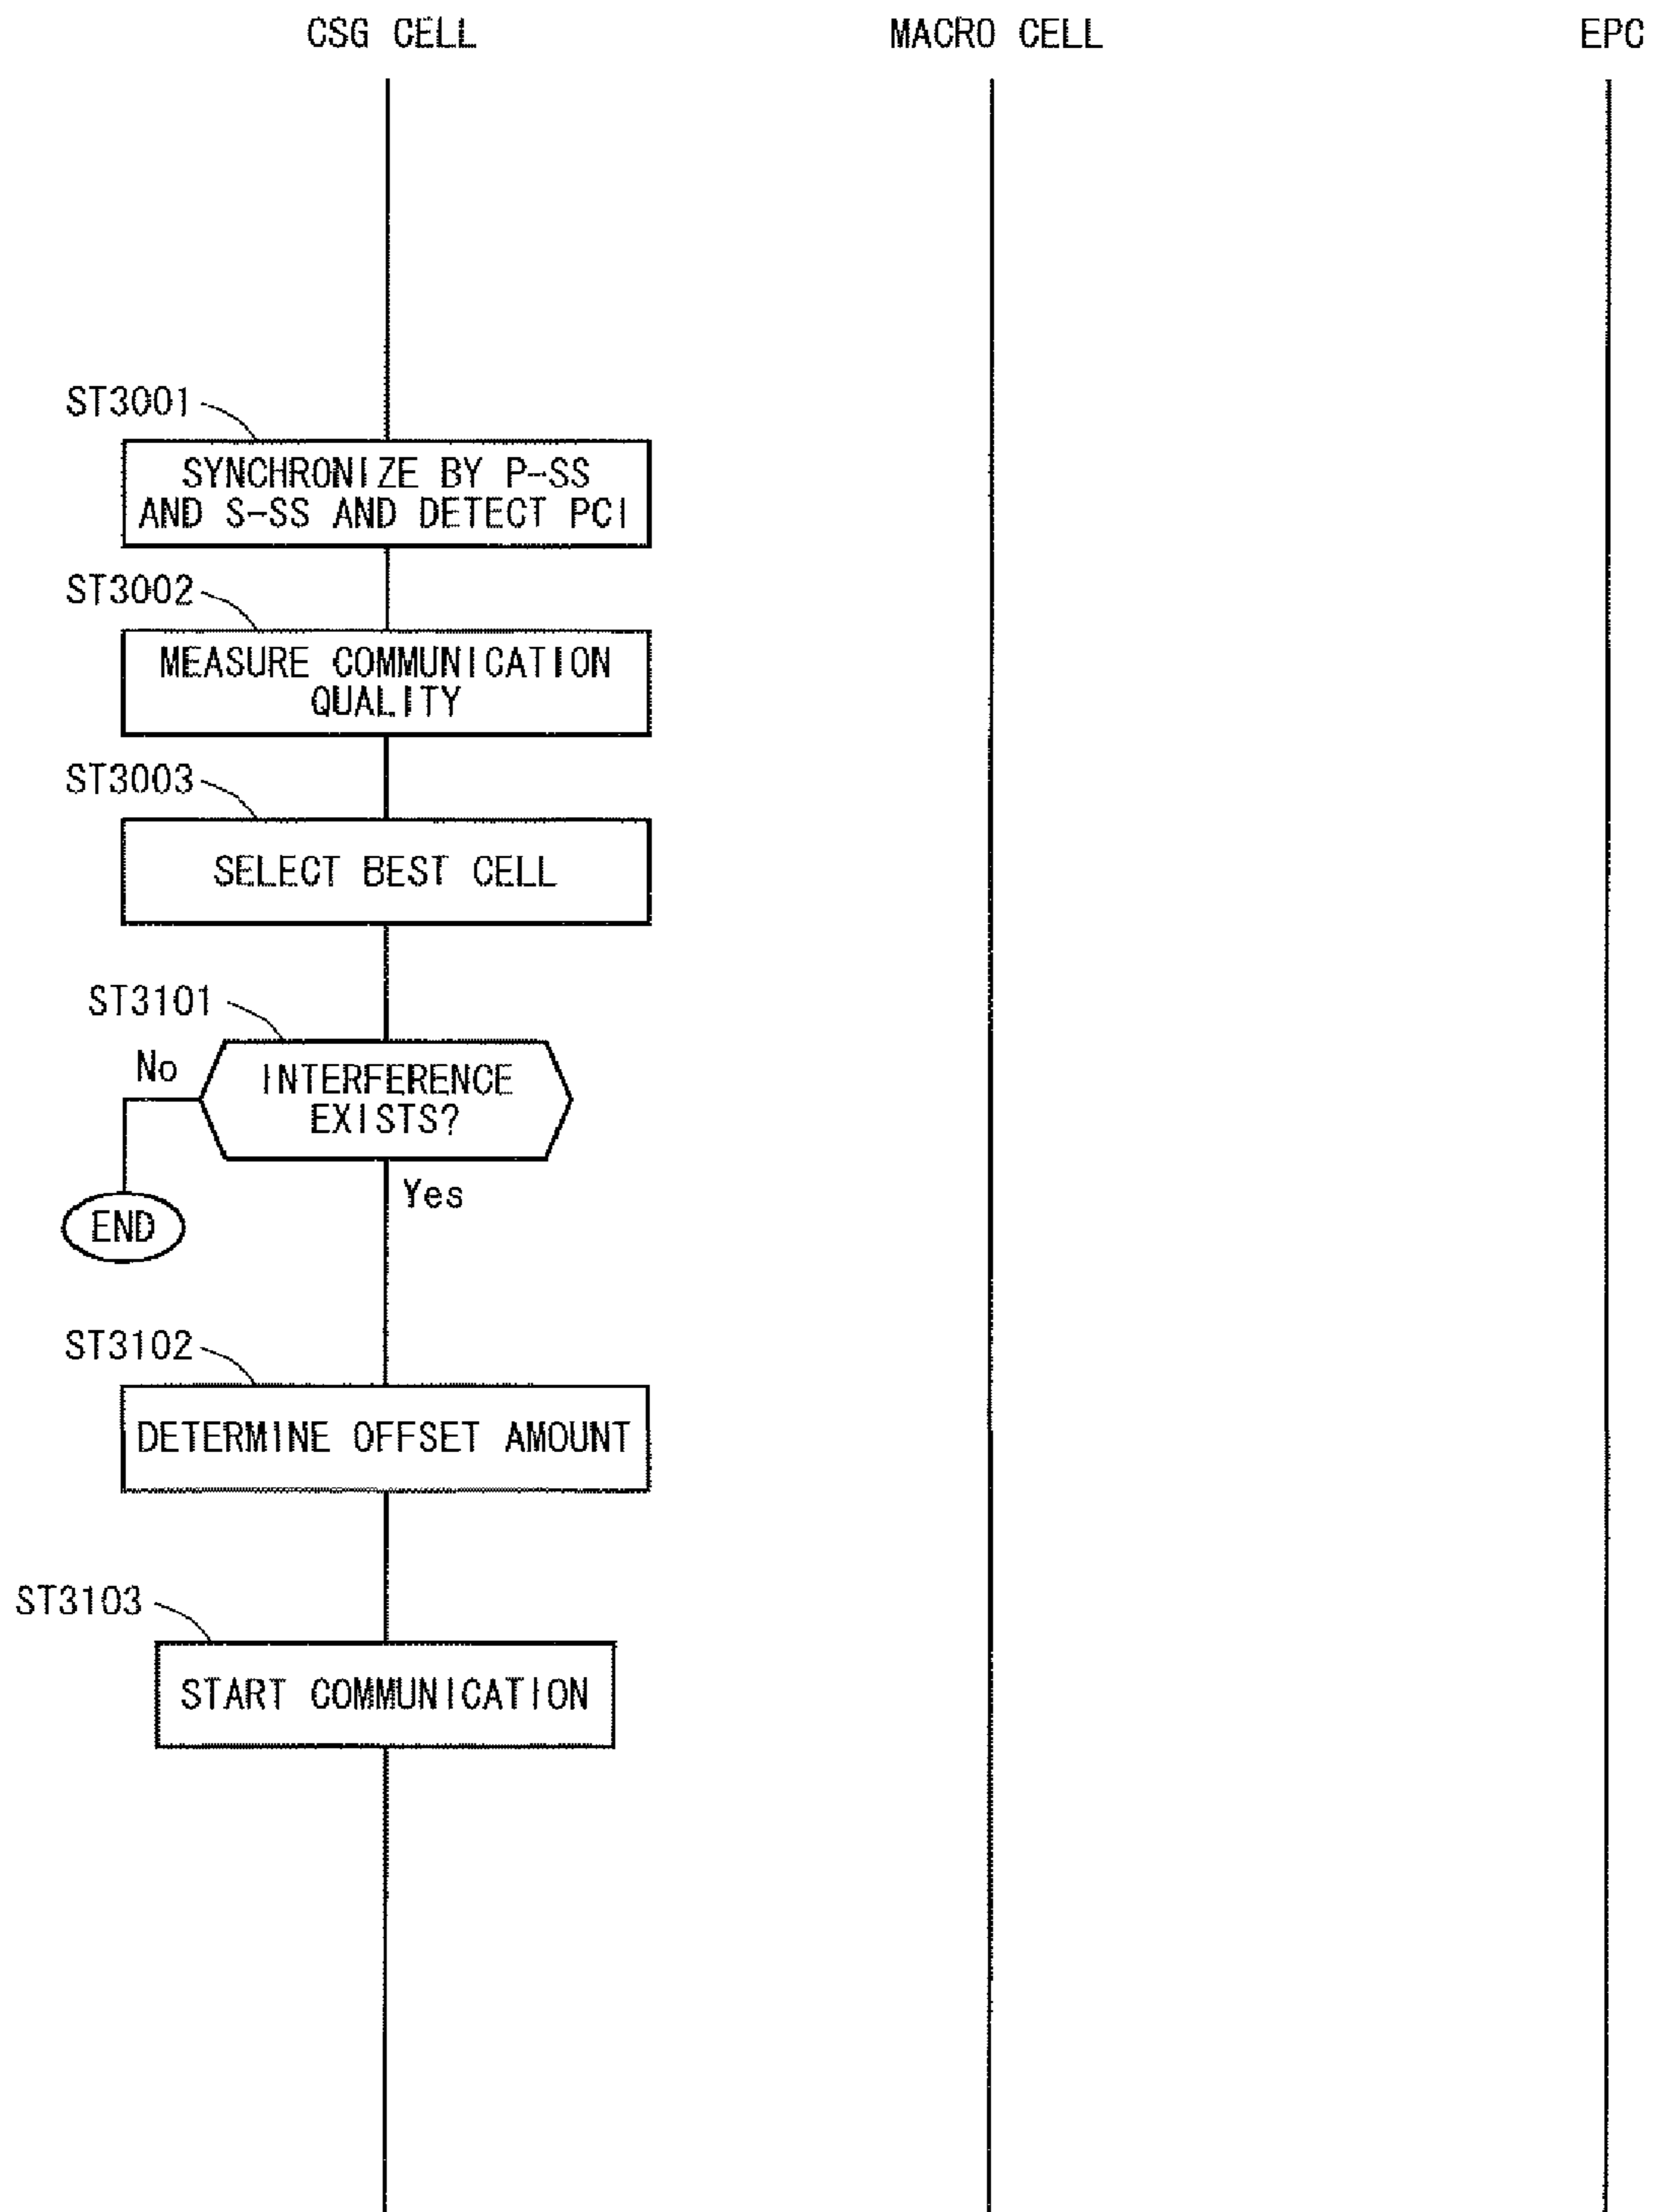 CSG CELL
MACRO CELL
EPC
ST3001
SYNCHRONIZE BY P-SS
AND S-SS AND DETECT PCI
ST3002
MEASURE COMMUNICATION
QUALITY
ST3003
SELECT BEST CELL
ST3101
No
INTERFERENCE
EXISTS?
Yes
END
ST3102
DETERMINE OFFSET AMOUNT
ST3103
START COMMUNICATION